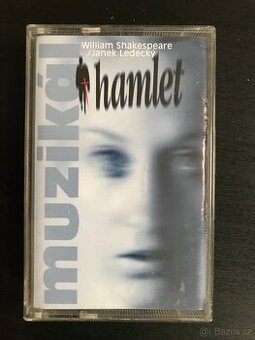 William Shakespeare
/Janek Ledecký
hamlet
muzikál
Bazos.cz